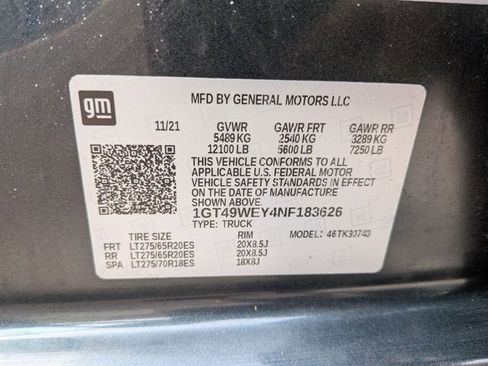 gm
MFD BY GENERAL MOTORS LLC
11/21 GVWR GAWR FRT GAWR RR
5489 KG 2540 KG 3289 KG
12100 LB 5600 LB 7250 LB
THIS VEHICLE CONFORMS TO ALL
APPLICABLE U.S. FEDERAL MOTOR
VEHICLE SAFETY STANDARDS IN EFFECT
ON THE DATE OF MANUFACTURE
SHOWN ABOVE.
1GT49WEY4NF183626
TYPE: TRUCK
TIRE SIZE RIM MODEL: 
FRT LT275/65R20ES 20X8.5J
RR LT275/65R20ES 20X8.5J
SPA LT275/70R18ES 18X8J